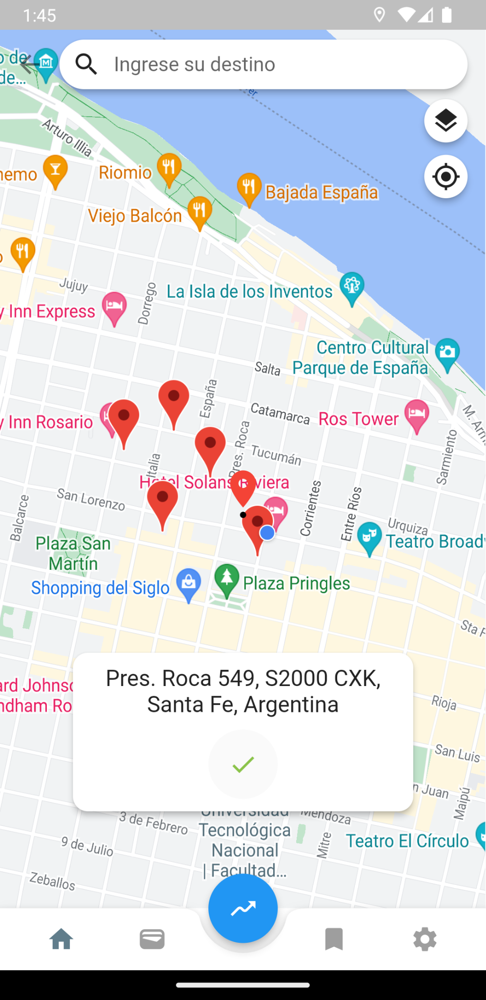 1:45
Ingrese su destino
o de
de...
Arturo Illia
Riomio
Bajada España
Viejo Balcón
Jujuy
Dorrego
La Isla de los Inventos
y Inn Express
Centro Cultural
Parque de España
Salta
España
Catamarca
Ros Tower
y Inn Rosario
Pres. Roca
Tucumán
Sarmiento
Italia
Hotel Solans Riviera
San Lorenzo
Corrientes
Entre Ríos
Balcarce
Urquiza
Teatro Broadw
Plaza San
Martín
Shopping del Siglo
Plaza Pringles
Sta F
Pres. Roca 549, S2000 CXK,
Santa Fe, Argentina
ard Johnso
ndham Ro
Rioja
San Luis
n Juan
Maipú
Universidad
Tecnológica
Nacional
| Facultad...
Mendoza
3 de Febrero
Mitre
Teatro El Círculo
9 de Julio
Zeballos